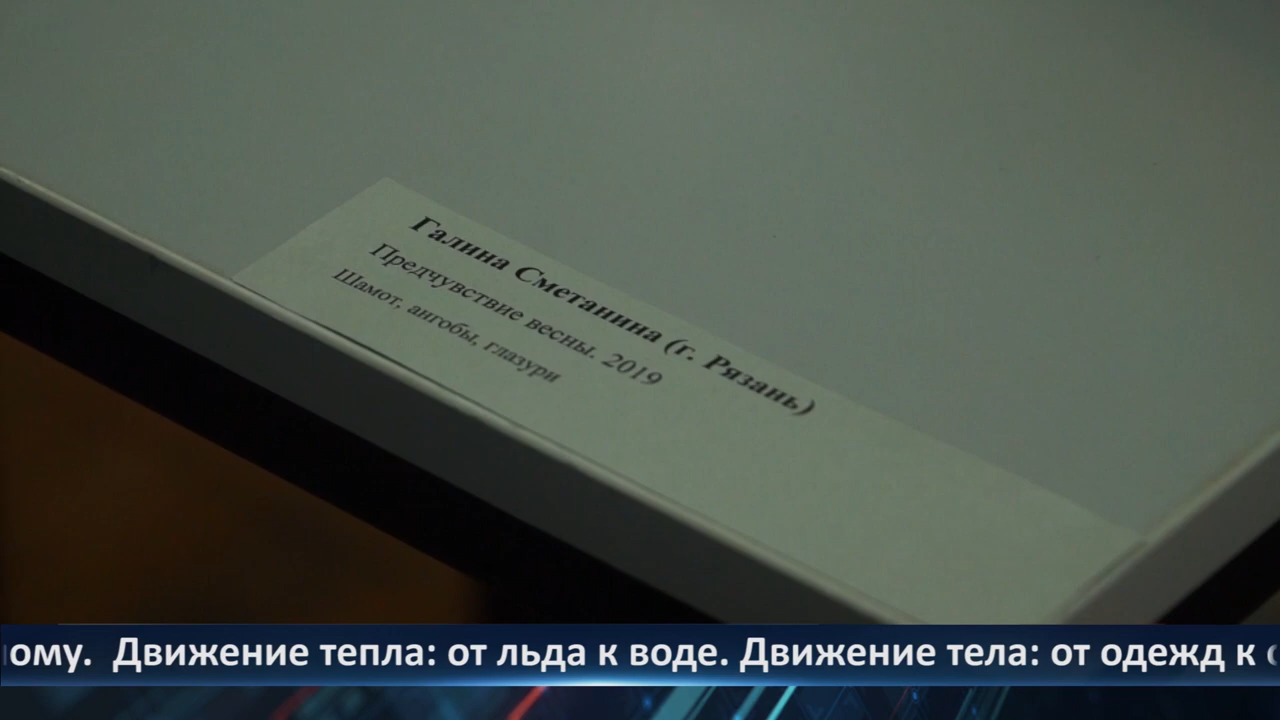 Галина Сметанина (г. Рязань)
Предчувствие весны. 2019
Шамот, ангобы, глазури
ому. Движение тепла: от льда к воде. Движение тела: от одежд к